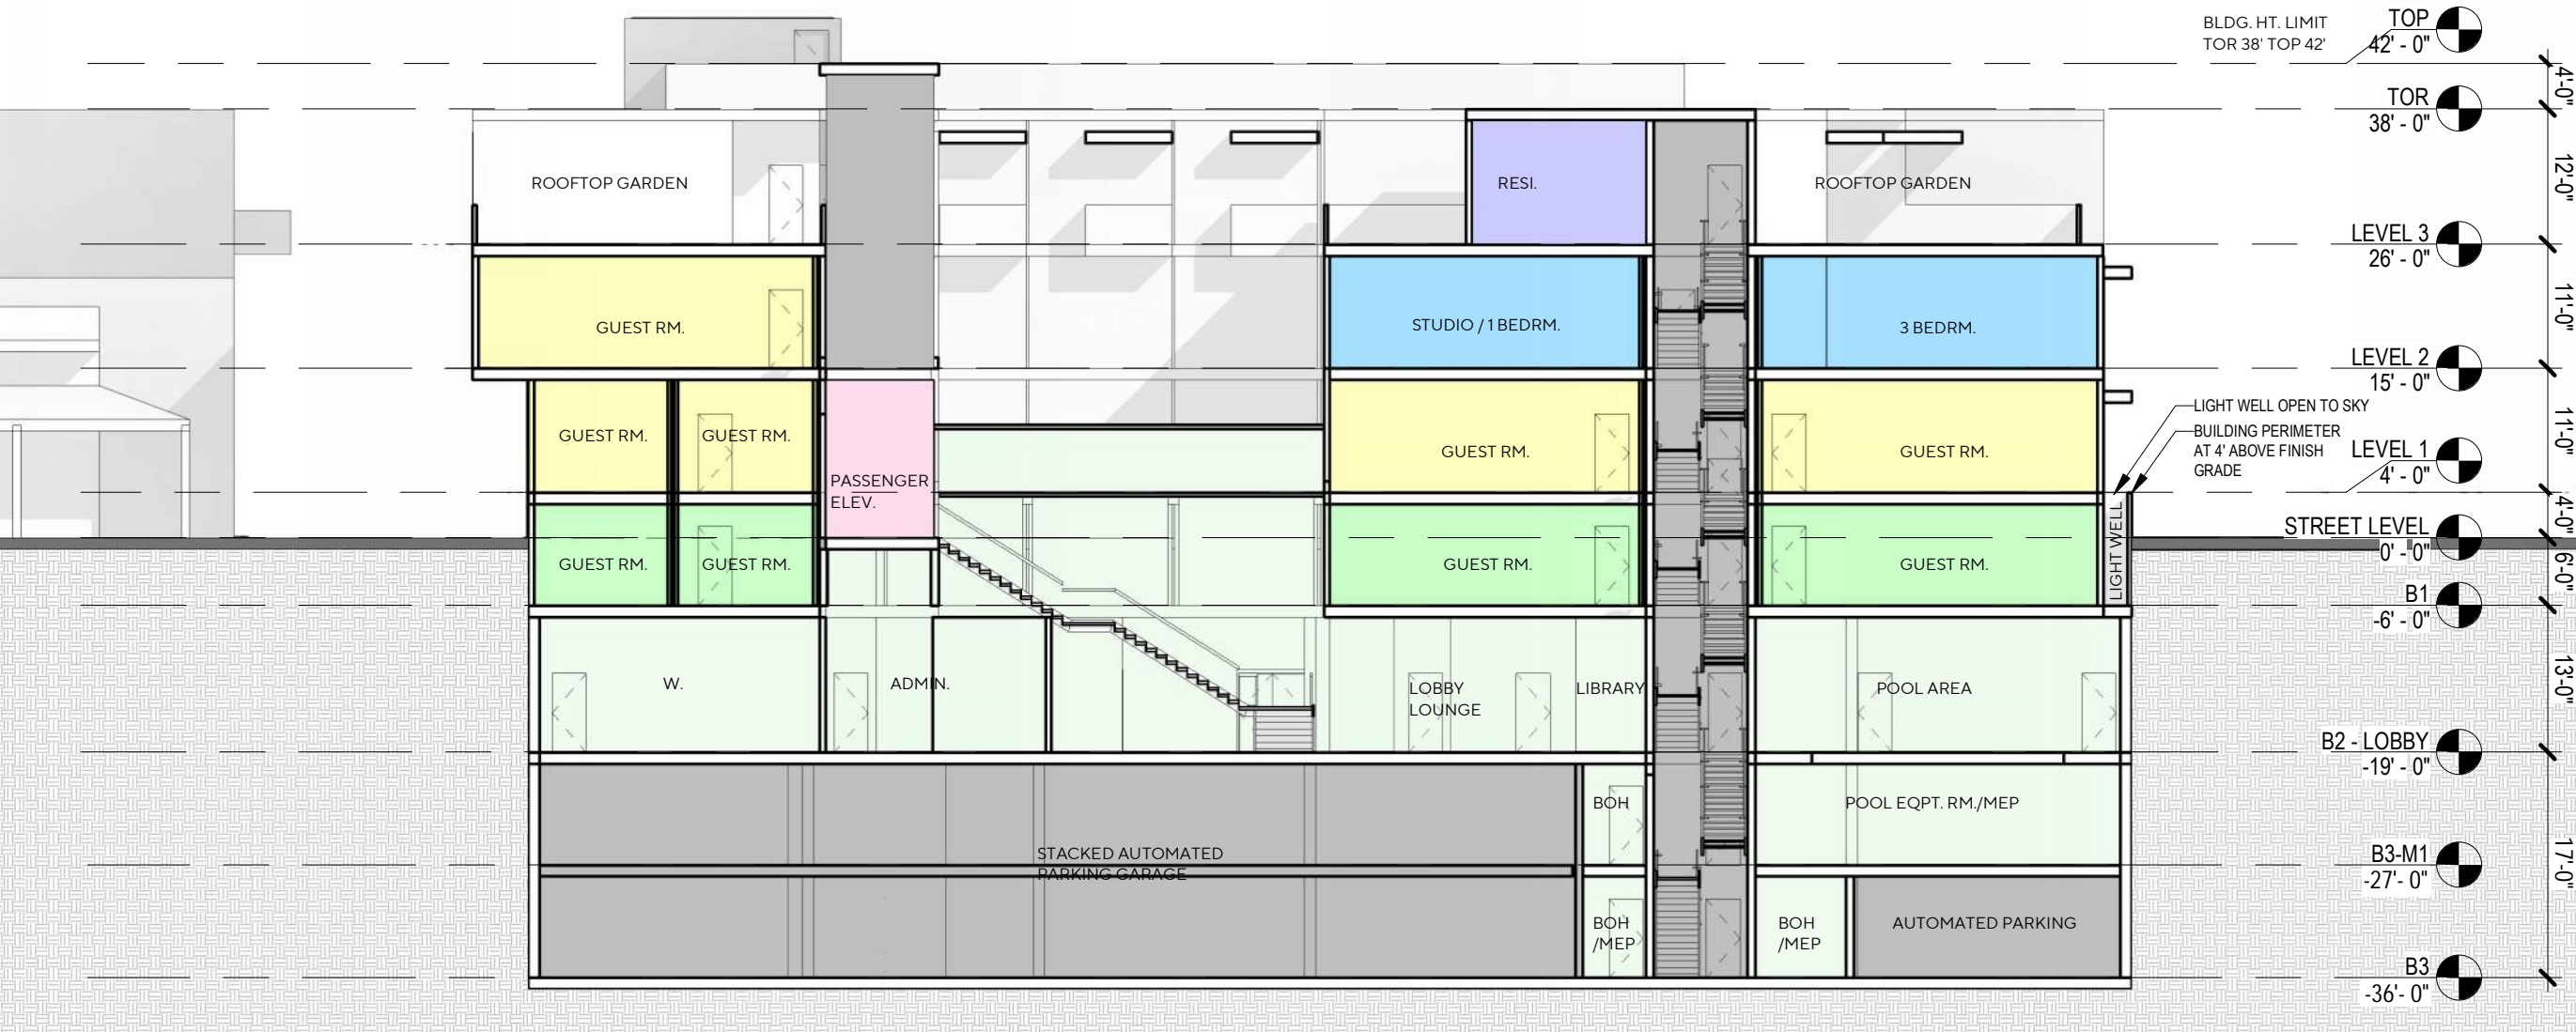 BLDG. HT. LIMIT
TOR 38' TOP 42'
TOP
42' - 0"
4'-0"
TOR
38' - 0"
12'-0"
ROOFTOP GARDEN
RESI.
ROOFTOP GARDEN
LEVEL 3
26' - 0"
11'-0"
GUEST RM.
STUDIO / 1 BEDRM.
3 BEDRM.
LEVEL 2
15' - 0"
LIGHT WELL OPEN TO SKY
BUILDING PERIMETER
AT 4' ABOVE FINISH
GRADE
11'-0"
GUEST RM.
GUEST RM.
PASSENGER
ELEV.
GUEST RM.
GUEST RM.
LEVEL 1
4' - 0"
4'-0"
LIGHT WELL
STREET LEVEL
0' - 0"
6'-0"
GUEST RM.
GUEST RM.
GUEST RM.
GUEST RM.
B1
-6' - 0"
13'-0"
W.
ADMIN.
LOBBY
LOUNGE
LIBRARY
POOL AREA
B2 - LOBBY
-19' - 0"
17'-0"
STACKED AUTOMATED
PARKING GARAGE
BOH
POOL EQPT. RM./MEP
B3-M1
-27'- 0"
BOH
/MEP
BOH
/MEP
AUTOMATED PARKING
B3
-36'- 0"